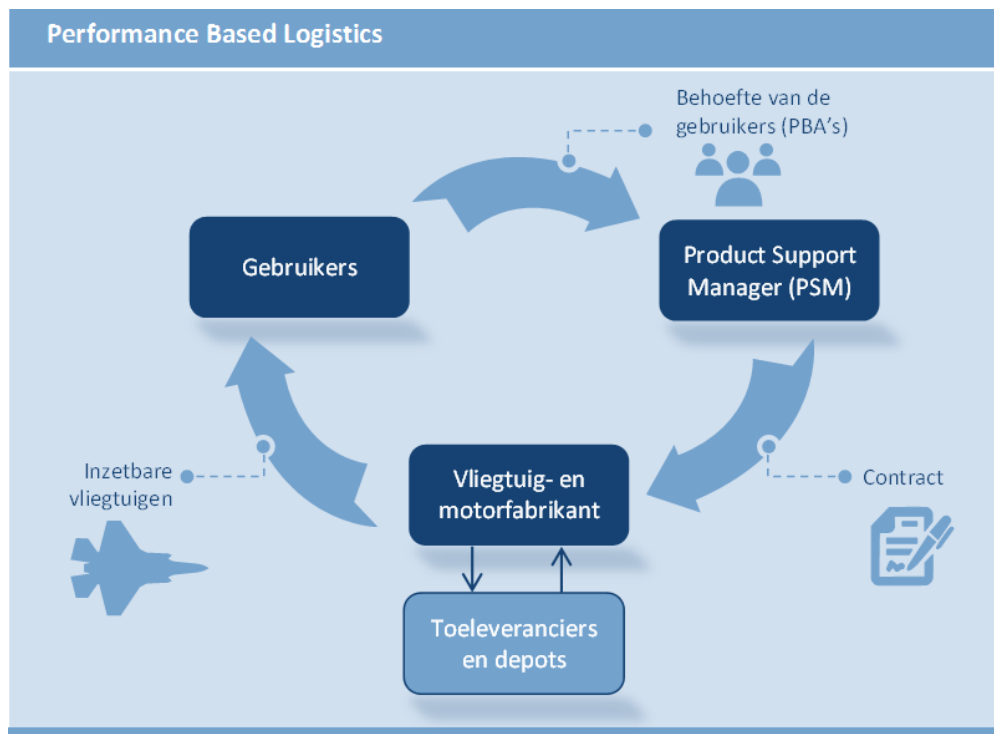 Performance Based Logistics
Behoefte van de
gebruikers (PBA's)
Gebruikers
Product Support
Manager (PSM)
Inzetbare
vliegtuigen
Vliegtuig- en
motorfabrikant
Contract
Toeleveranciers
en depots